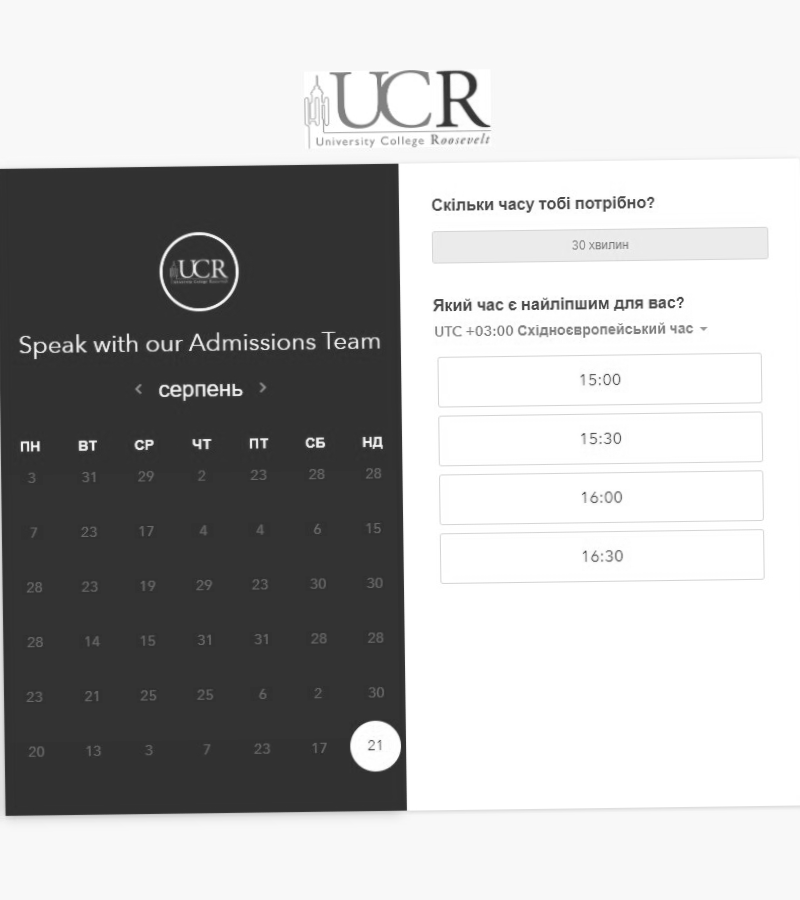 UCR
University College Roosevelt
UCR
University College Roosevelt
Speak with our Admissions Team
серпень
ПН ВТ СР ЧТ ПТ СБ НД
3 31 29 2 23 28 28
7 23 17 4 4 6 15
28 23 19 29 23 30 30
28 14 15 31 31 28 28
23 21 25 25 6 2 30
20 13 3 7 23 17 21
Скільки часу тобі потрібно?
30 хвилин
Який час є найліпшим для вас?
UTC +03:00 Східноєвропейський час
15:00
15:30
16:00
16:30